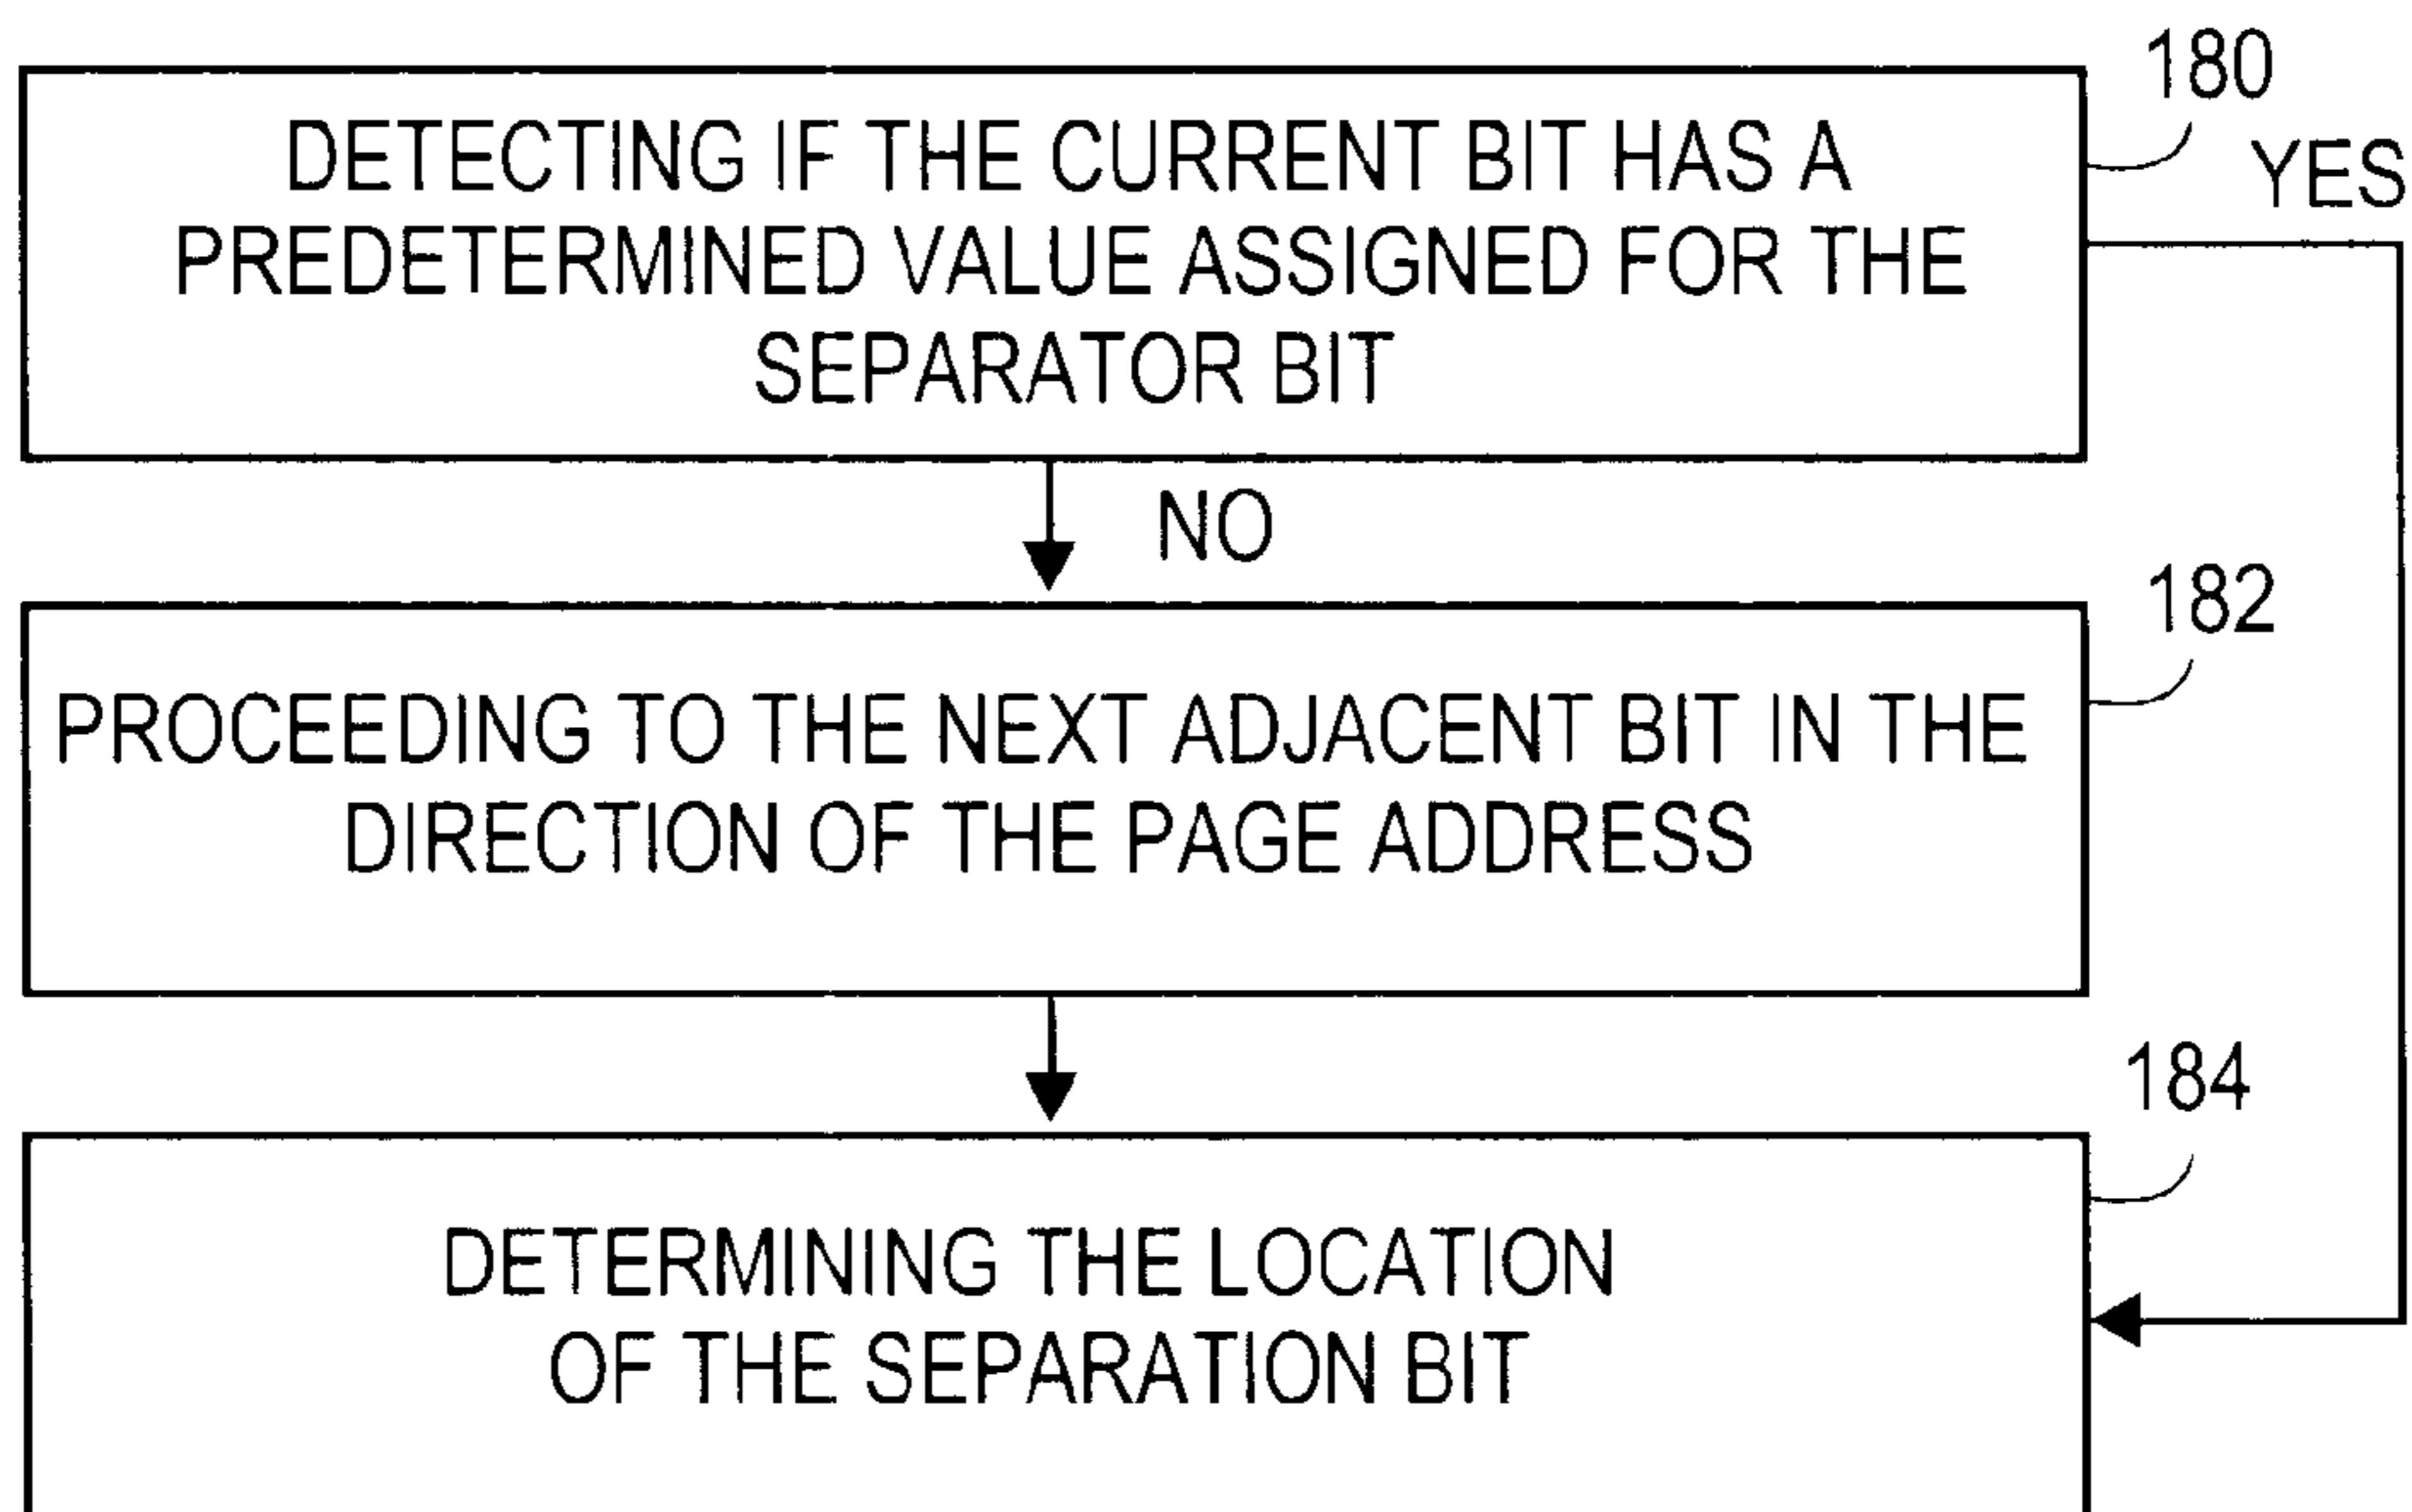 180
DETECTING IF THE CURRENT BIT HAS A
YES
PREDETERMINED VALUE ASSIGNED FOR THE
SEPARATOR BIT
NO
182
PROCEEDING TO THE NEXT ADJACENT BIT IN THE
DIRECTION OF THE PAGE ADDRESS
184
DETERMINING THE LOCATION
OF THE SEPARATION BIT